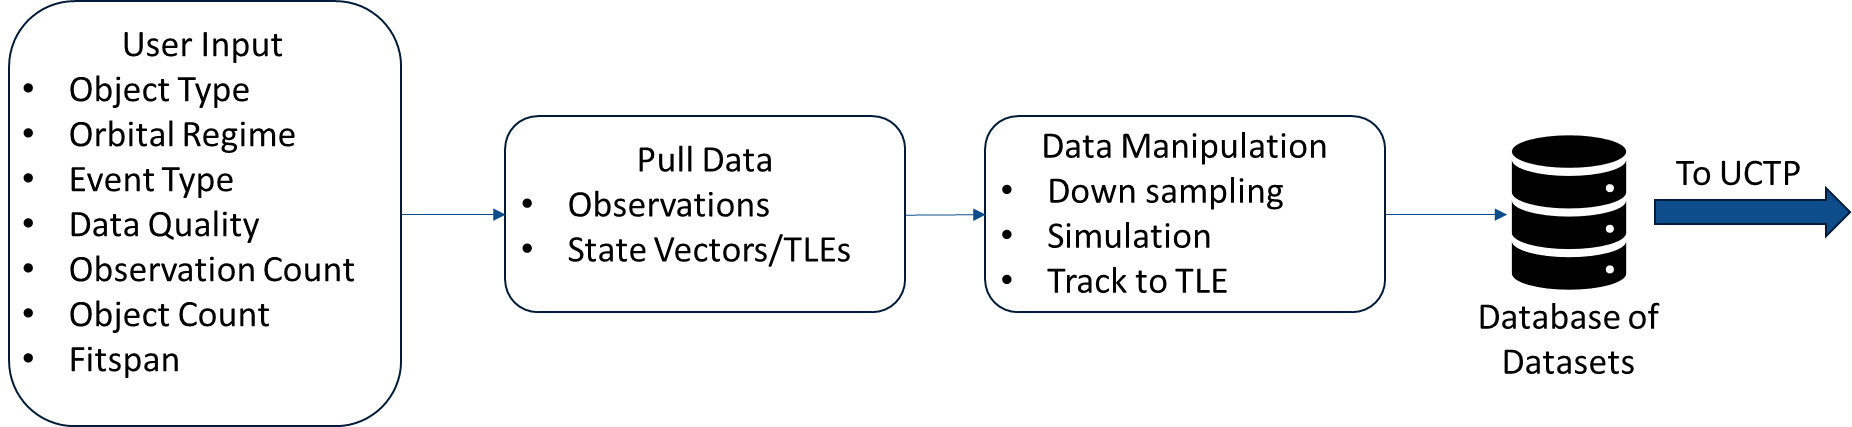 User Input
• Object Type
• Orbital Regime
• Event Type
• Data Quality
• Observation Count
• Object Count
• Fitspan
Pull Data
• Observations
• State Vectors/TLEs
Data Manipulation
• Down sampling
• Simulation
• Track to TLE
Database of
Datasets
To UCTP